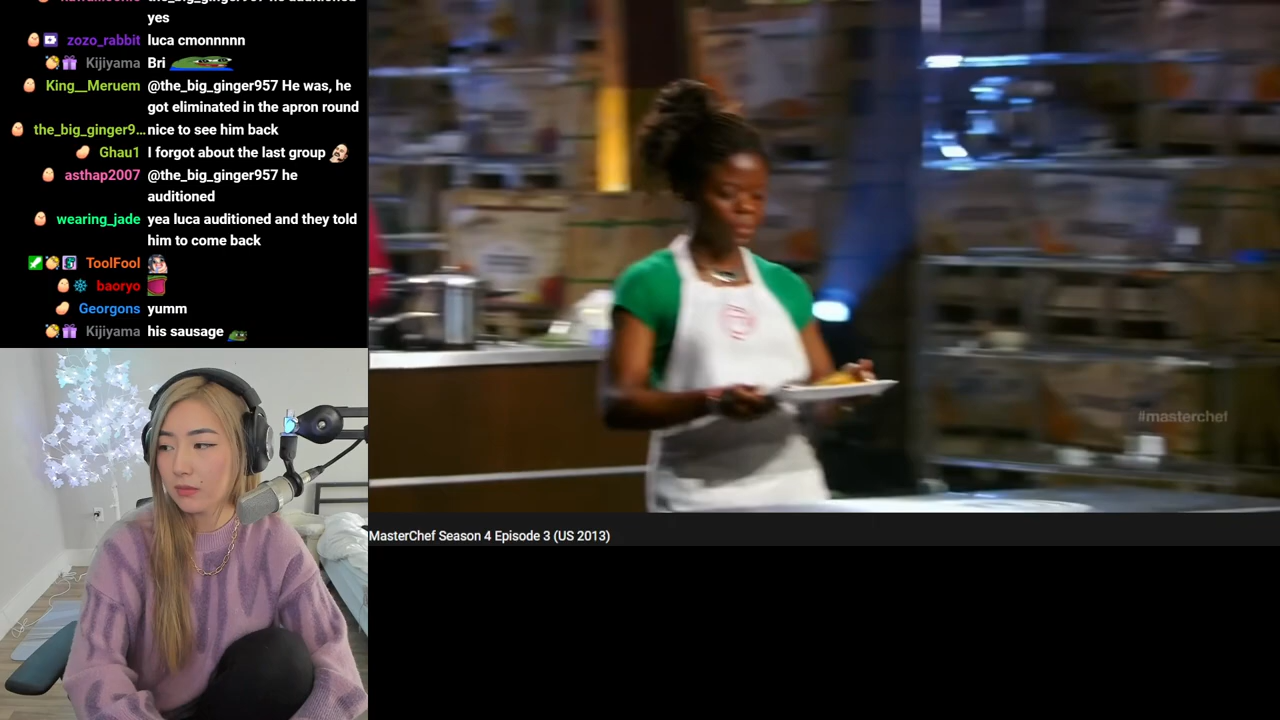 yes
zozo_rabbit luca cmonnnnn
Kijiyama Bri
King__Meruem @the_big_ginger957 He was, he
got eliminated in the apron round
the_big_ginger9... nice to see him back
Ghau1 I forgot about the last group
asthap2007 @the_big_ginger957 he
auditioned
wearing_jade yea luca auditioned and they told
him to come back
ToolFool
baoryo
Georgons yumm
Kijiyama his sausage
#masterchef
MasterChef Season 4 Episode 3 (US 2013)